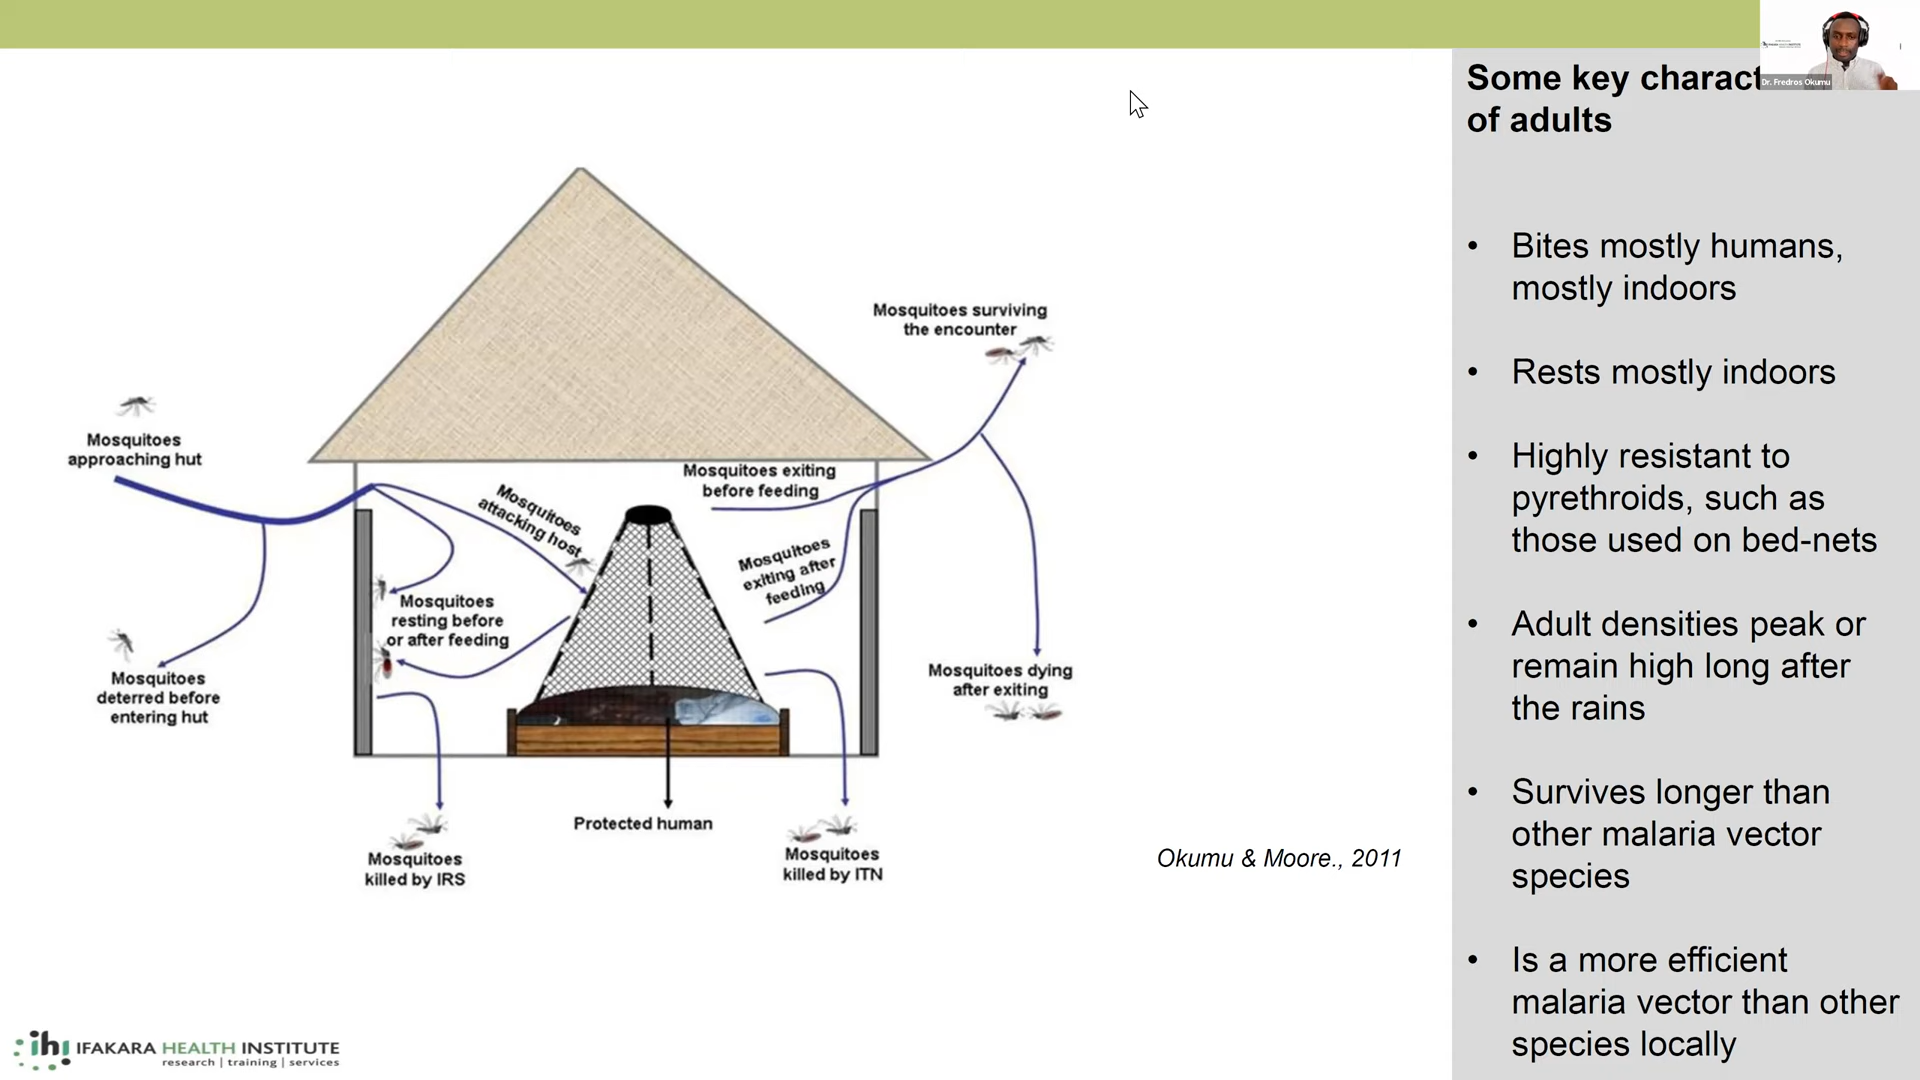 Some key charact
of adults
Dr. Fredros Okumu
• Bites mostly humans,
mostly indoors
• Rests mostly indoors
• Highly resistant to
pyrethroids, such as
those used on bed-nets
• Adult densities peak or
remain high long after
the rains
• Survives longer than
other malaria vector
species
• Is a more efficient
malaria vector than other
species locally
Mosquitoes surviving
the encounter
Mosquitoes
approaching hut
Mosquitoes exiting
before feeding
Mosquitoes
attacking host
Mosquitoes
exiting after
feeding
Mosquitoes
resting before
or after feeding
Mosquitoes
deterred before
entering hut
Mosquitoes dying
after exiting
Protected human
Mosquitoes
killed by IRS
Mosquitoes
killed by ITN
Okumu & Moore., 2011
ihi IFAKARA HEALTH INSTITUTE
research | training | services